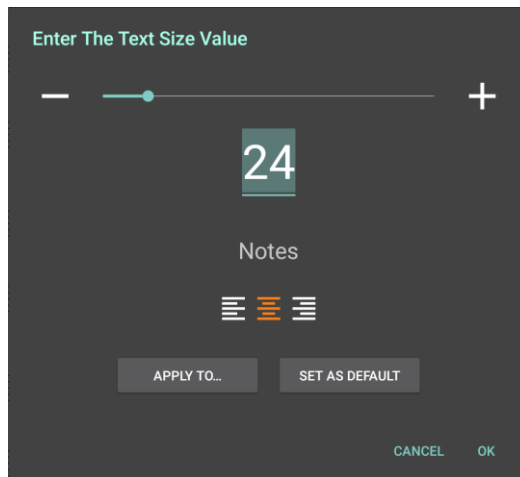 Enter The Text Size Value
24
Notes
APPLY TO... SET AS DEFAULT
CANCEL OK